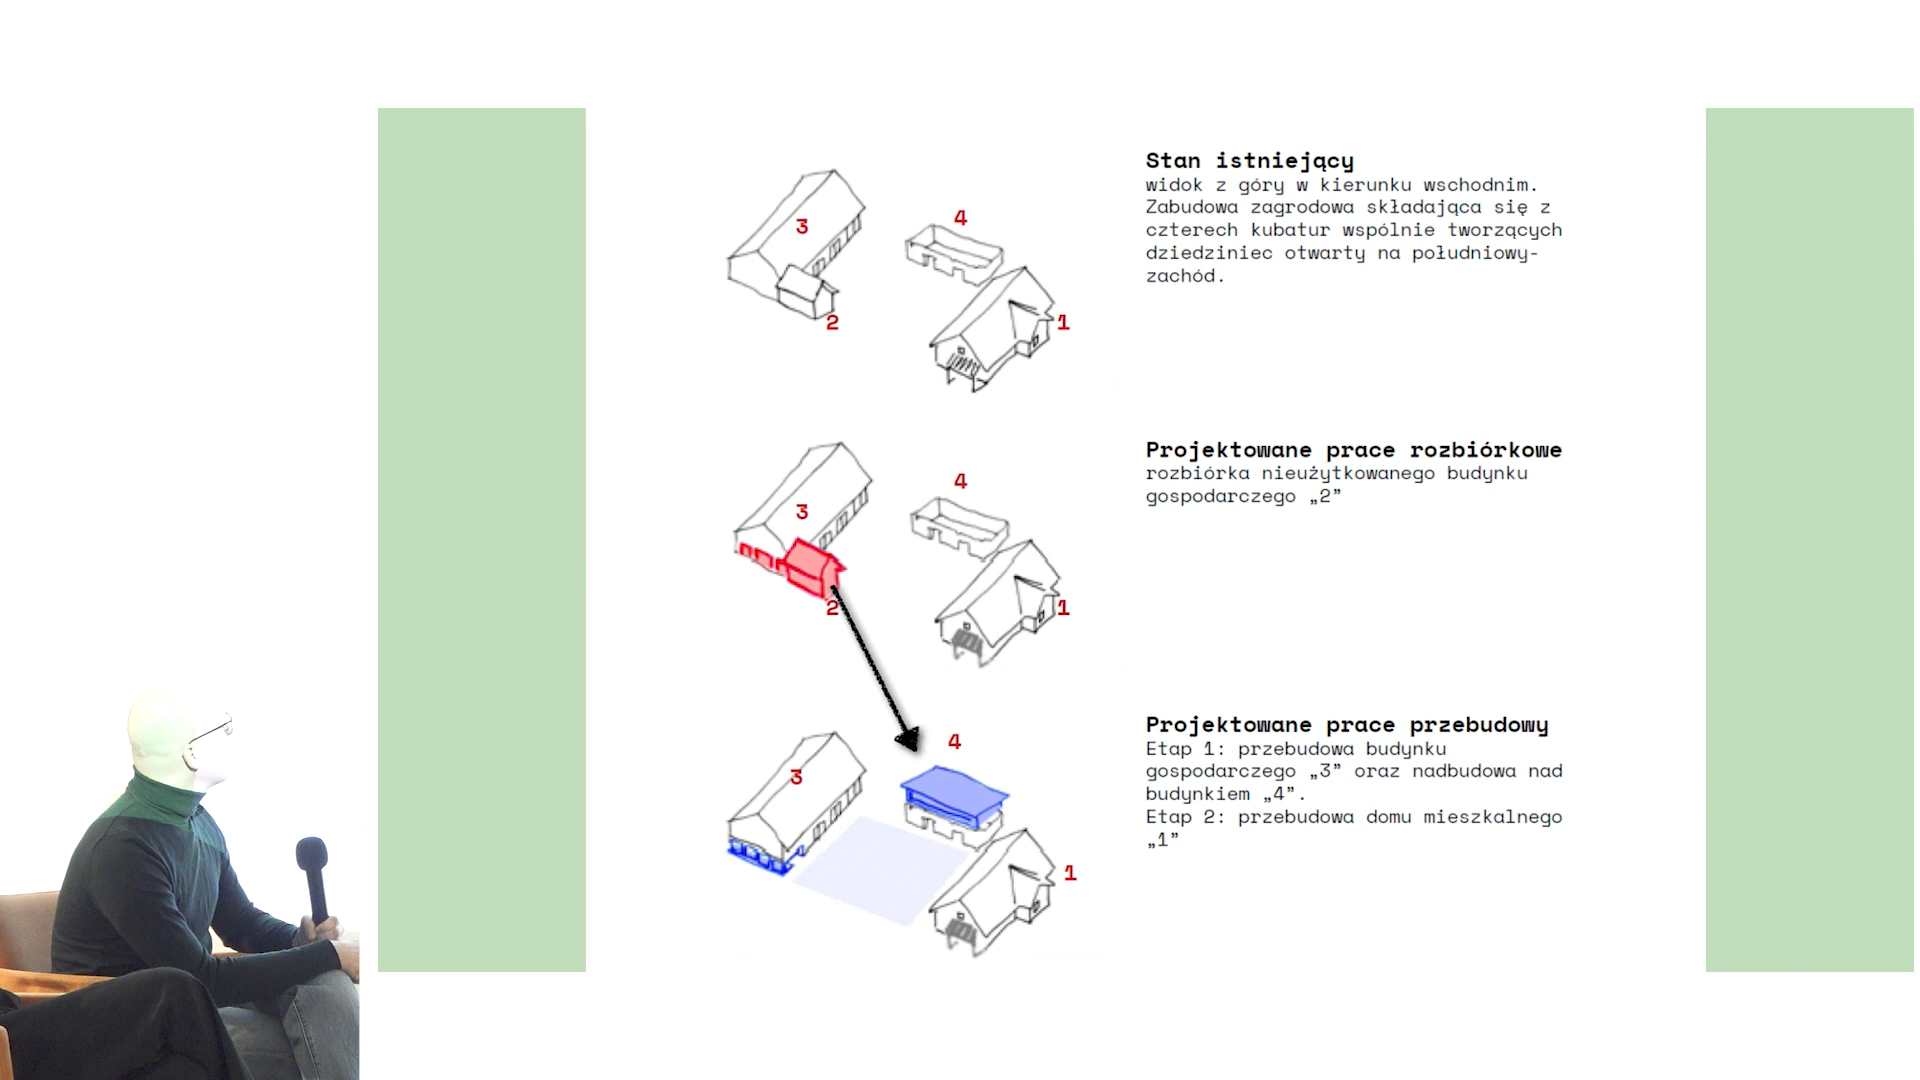 Stan istniejący
widok z góry w kierunku wschodnim.
Zabudowa zagrodowa składająca się z
czterech kubatur wspólnie tworzących
dziedziniec otwarty na południowy-
zachód.
3
4
2
1
Projektowane prace rozbiórkowe
rozbiórka nieużytkowanego budynku
gospodarczego „2”
3
4
2
1
Projektowane prace przebudowy
Etap 1: przebudowa budynku
gospodarczego „3” oraz nadbudowa nad
budynkiem „4”.
Etap 2: przebudowa domu mieszkalnego
„1”
3
4
1